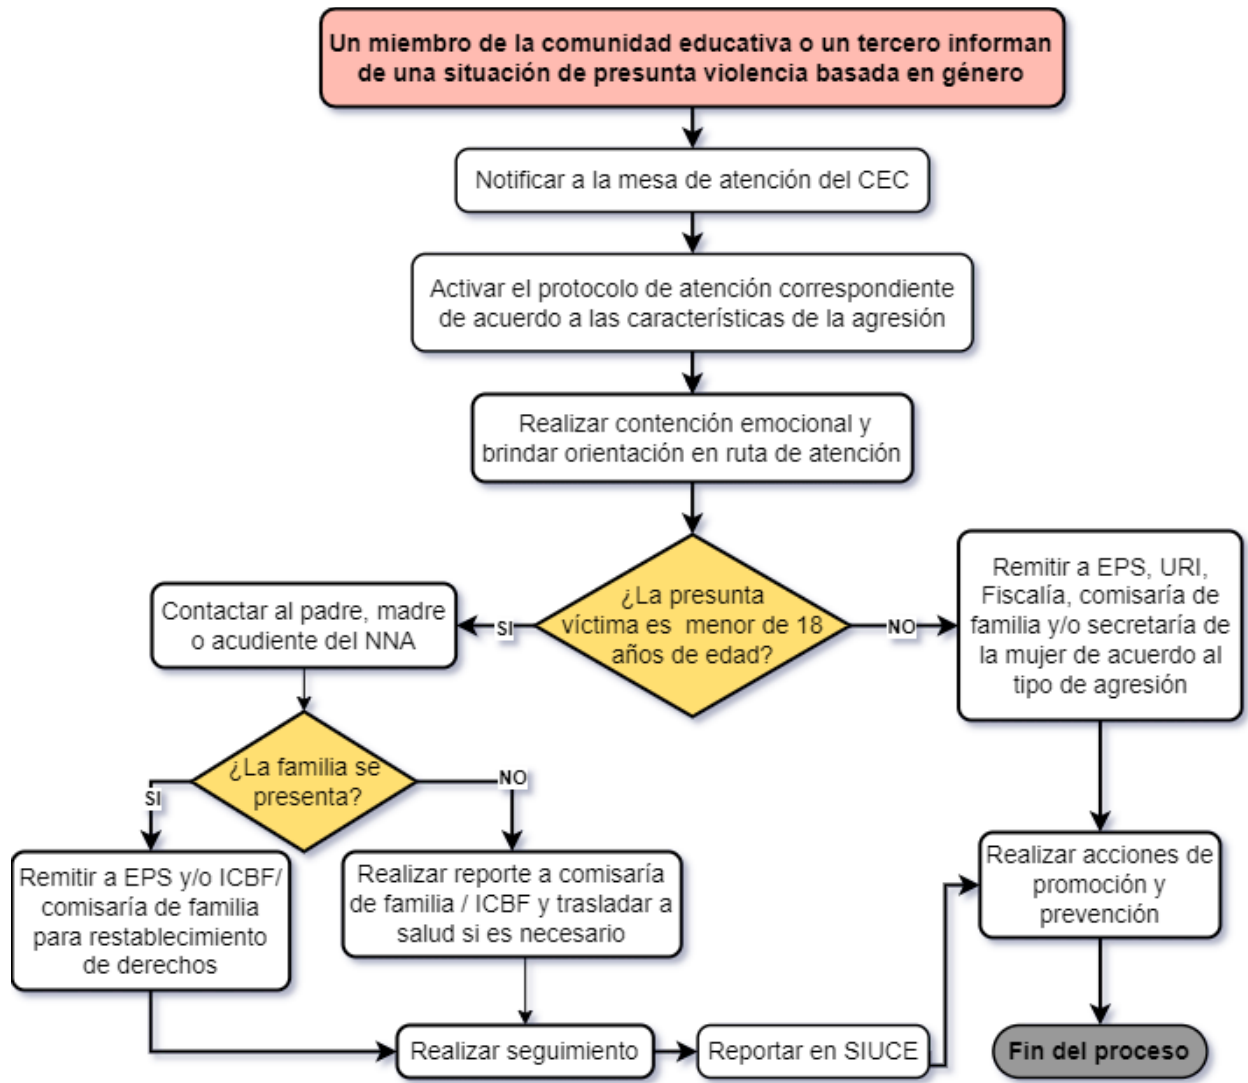 Un miembro de la comunidad educativa o un tercero informan
de una situación de presunta violencia basada en género
Notificar a la mesa de atención del CEC
Activar el protocolo de atención correspondiente
de acuerdo a las características de la agresión
Realizar contención emocional y
brindar orientación en ruta de atención
¿La presunta
víctima es menor de 18
años de edad?
SI
NO
Contactar al padre, madre
o acudiente del NNA
Remitir a EPS, URI,
Fiscalía, comisaría de
familia y/o secretaría de
la mujer de acuerdo al
tipo de agresión
¿La familia se
presenta?
SI
NO
Remitir a EPS y/o ICBF/
comisaría de familia
para restablecimiento
de derechos
Realizar reporte a comisaría
de familia / ICBF y trasladar a
salud si es necesario
Realizar acciones de
promoción y
prevención
Realizar seguimiento
Reportar en SIUCE
Fin del proceso